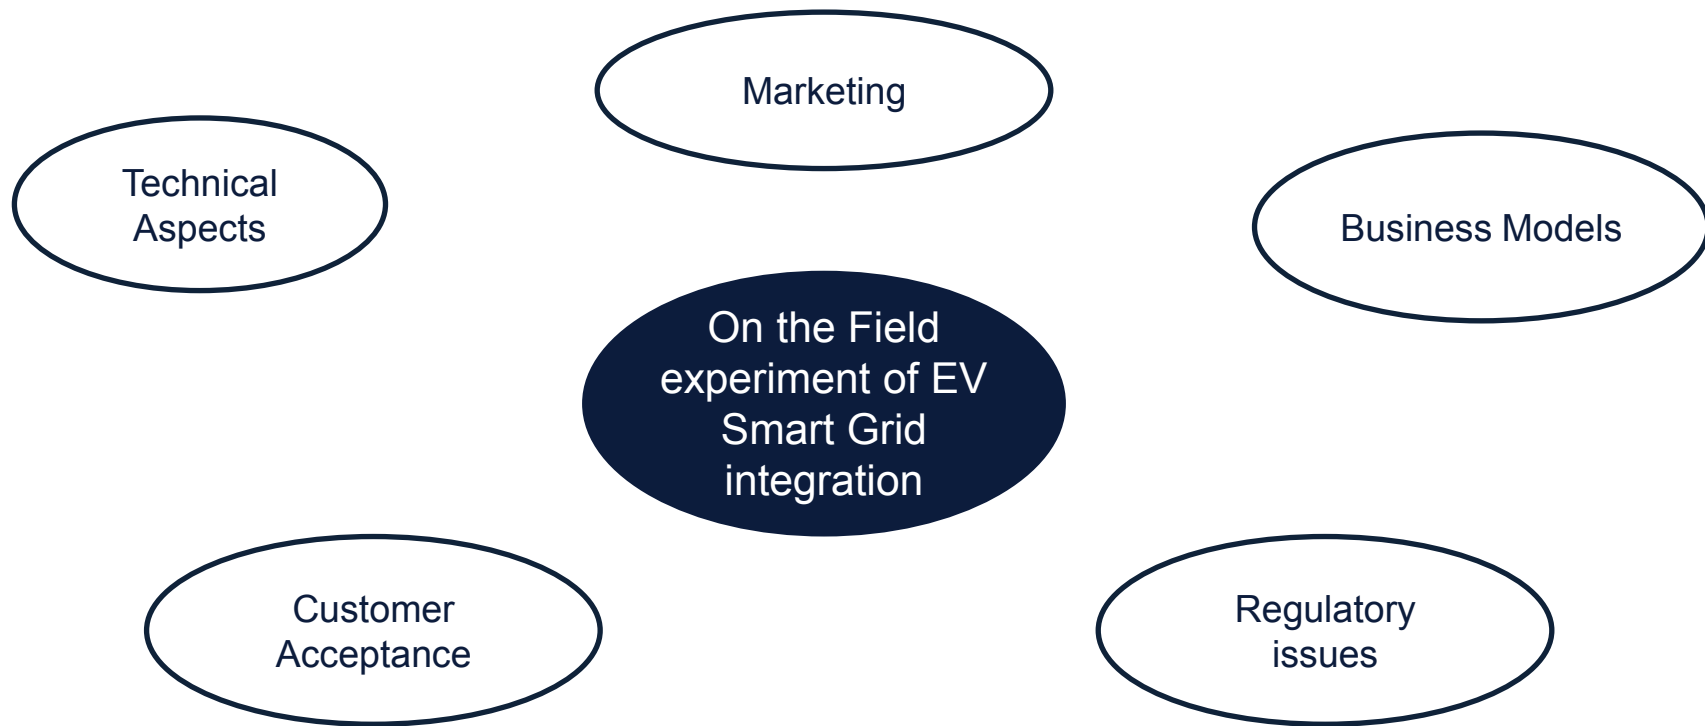 Marketing
Technical
Aspects
Business Models
On the Field
experiment of EV
Smart Grid
integration
Customer
Acceptance
Regulatory
issues